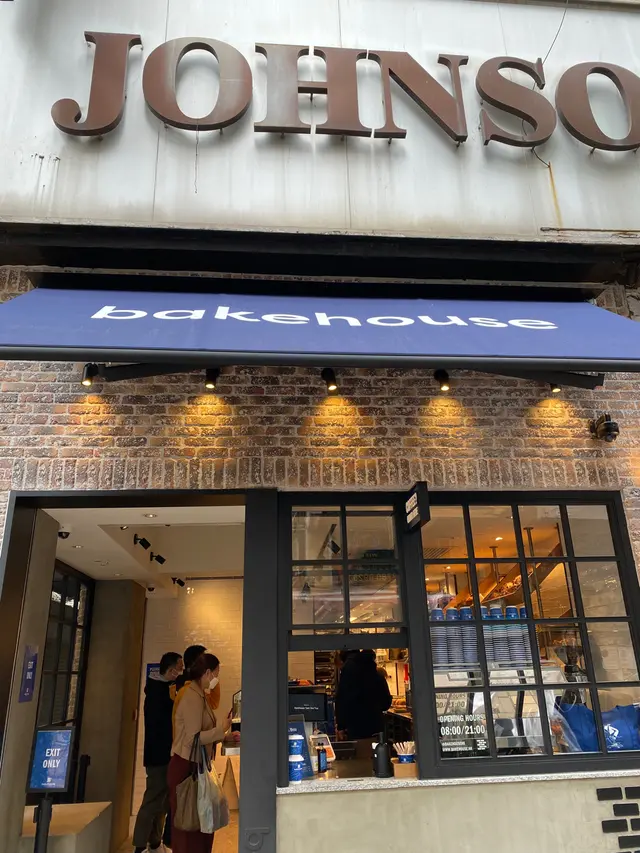 JOHNSO
bakehouse
EXIT
ONLY
OPENING HOURS
08:00/21:00